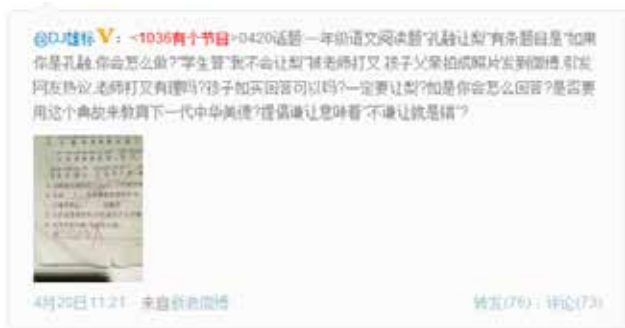 @DJ雄标V：<1036有个节目>0420话题:一年级语文阅读题"孔融让梨"有条题目是"如果
你是孔融,你会怎么做?"学生答"我不会让梨"被老师打叉,孩子父亲拍成照片发到微博,引发
网友热议,老师打叉有理吗?孩子如实回答可以吗?一定要让梨?如是你会怎么回答?是否要
用这个典故来教育下一代中华美德?提倡谦让意味着"不谦让就是错"?
4月20日11:21 来自新浪微博
转发(76) 评论(73)